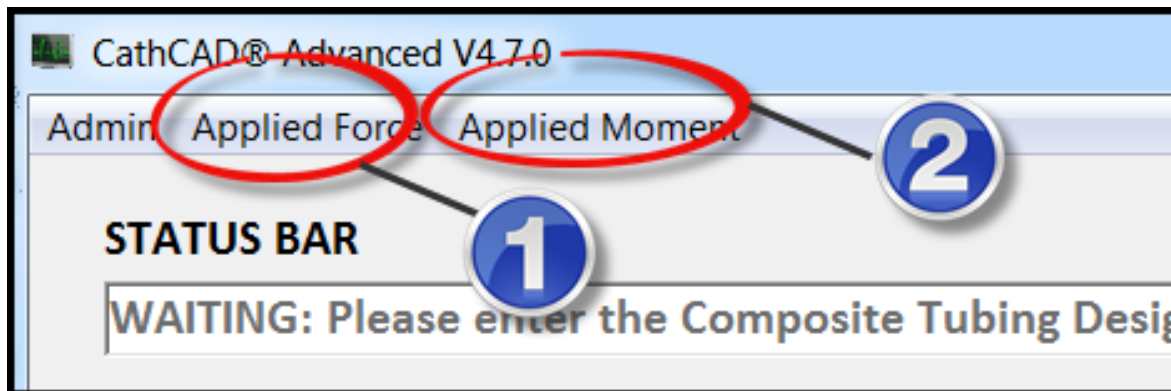 CathCAD® Advanced V4.7.0
Admin Applied Force Applied Moment
2
1
STATUS BAR
WAITING: Please enter the Composite Tubing Desig